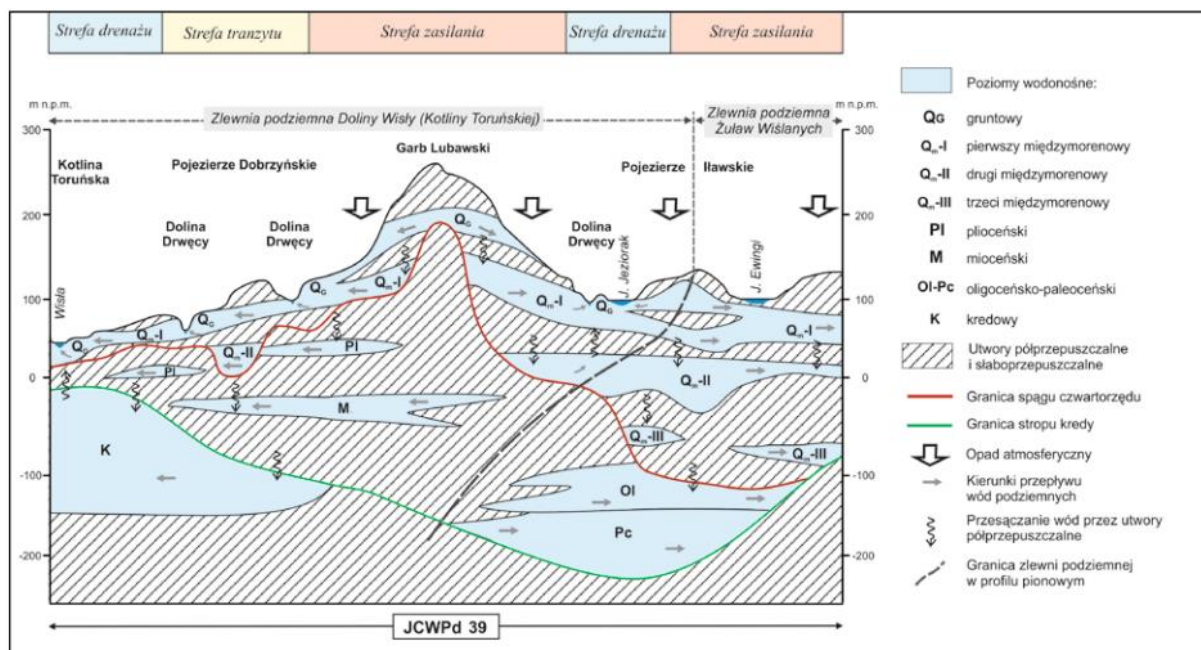 Strefa drenażu
Strefa tranzytu
Strefa zasilania
Strefa drenażu
Strefa zasilania
m n.p.m.
m n.p.m.
Zlewnia podziemna Doliny Wisły (Kotliny Toruńskiej)
Zlewnia podziemna
Żuław Wiślanych
300
300
Garb Lubawski
Kotlina
Toruńska
Pojezierze Dobrzyńskie
Pojezierze
Iławskie
200
200
Dolina
Drwęcy
Dolina
Drwęcy
Dolina
Drwęcy
J. Jeziorak
J. Ewingi
Wisła
QG
Qm-I
QG
Qm-I
QG
100
100
QG
Qm-I
QG
Qm-I
Qm-II
Pl
Pl
Qm-II
0
0
M
Qm-III
Qm-III
K
-100
-100
Ol
Pc
-200
-200
JCWPd 39
Poziomy wodonośne:
QG gruntowy
Qm-I pierwszy międzymorenowy
Qm-II drugi międzymorenowy
Qm-III trzeci międzymorenowy
Pl plioceński
M mioceński
Ol-Pc oligoceńsko-paleoceński
K kredowy
Utwory półprzepuszczalne
i słaboprzepuszczalne
Granica spągu czwartorzędu
Granica stropu kredy
Opad atmosferyczny
Kierunki przepływu
wód podziemnych
Przesączanie wód przez utwory
półprzepuszczalne
Granica zlewni podziemnej
w profilu pionowym